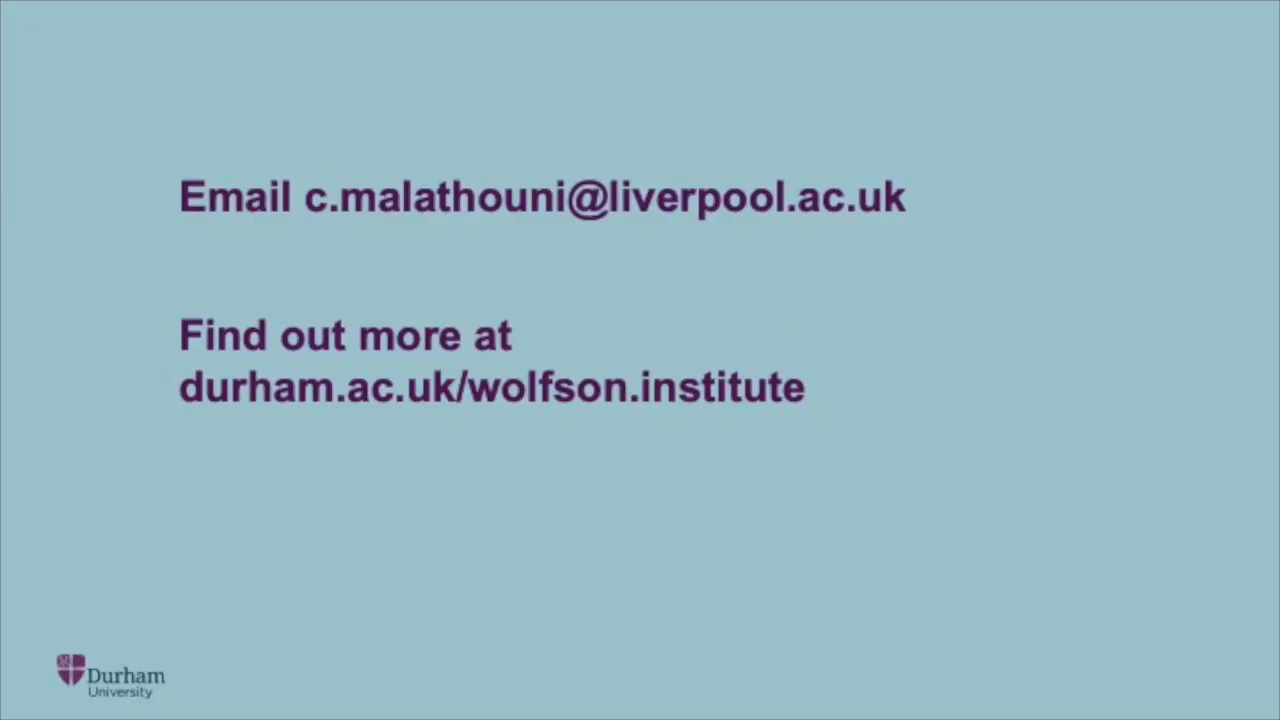 Email c.malathouni@liverpool.ac.uk
Find out more at
durham.ac.uk/wolfson.institute
Durham
University